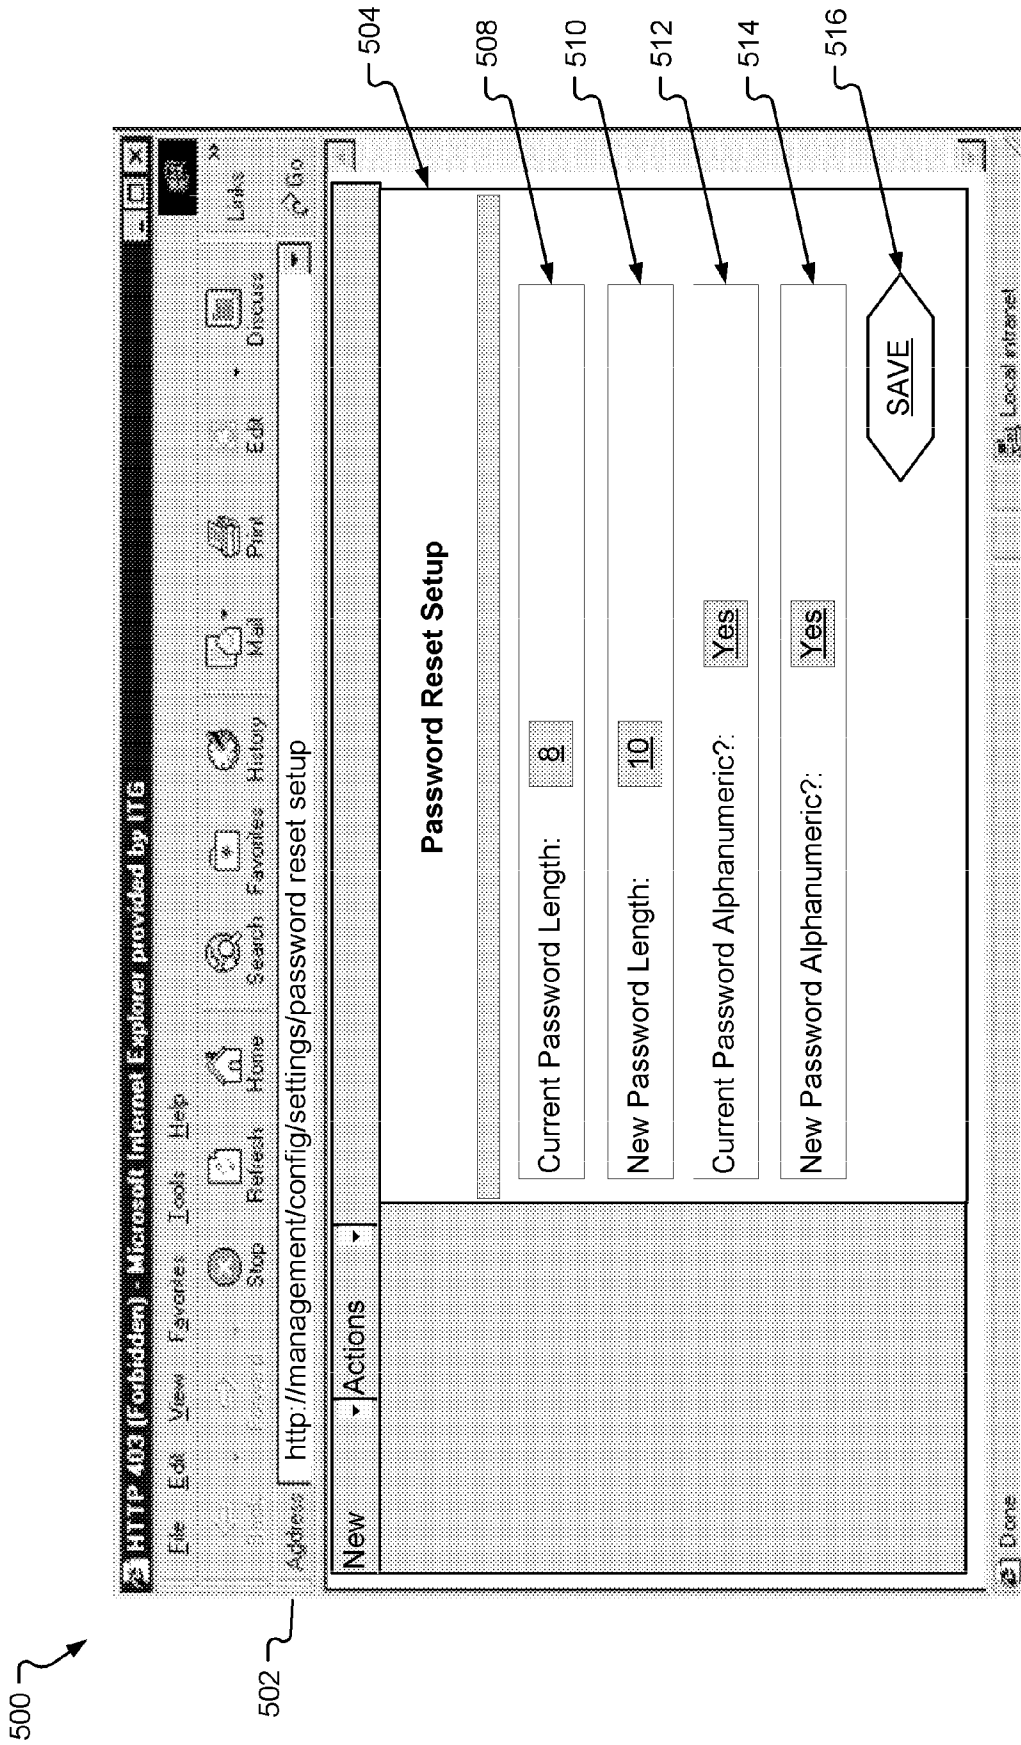 500
502
HTTP 403 (Forbidden) - Microsoft Internet Explorer provided by ITG
File Edit View Favorites Tools Help
Stop Refresh Home Search Favorites History Mail Print Edit Discuss
Links
Address http://management/config/settings/password reset setup Go
New Actions
Password Reset Setup
Current Password Length: 8
New Password Length: 10
Current Password Alphanumeric?: Yes
New Password Alphanumeric?: Yes
SAVE
Done
Local intranet
504
508
510
512
514
516